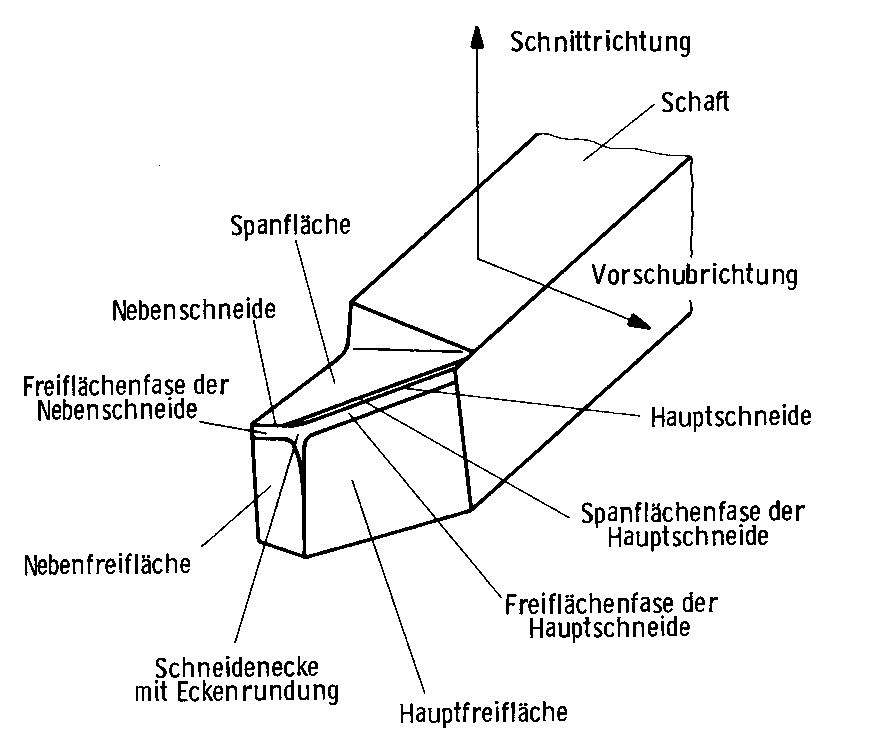 Schnittrichtung
Schaft
Spanfläche
Vorschubrichtung
Nebenschneide
Freiflächenfase der
Nebenschneide
Hauptschneide
Spanflächenfase der
Hauptschneide
Nebenfreifläche
Freiflächenfase der
Hauptschneide
Schneidenecke
mit Eckenrundung
Hauptfreifläche